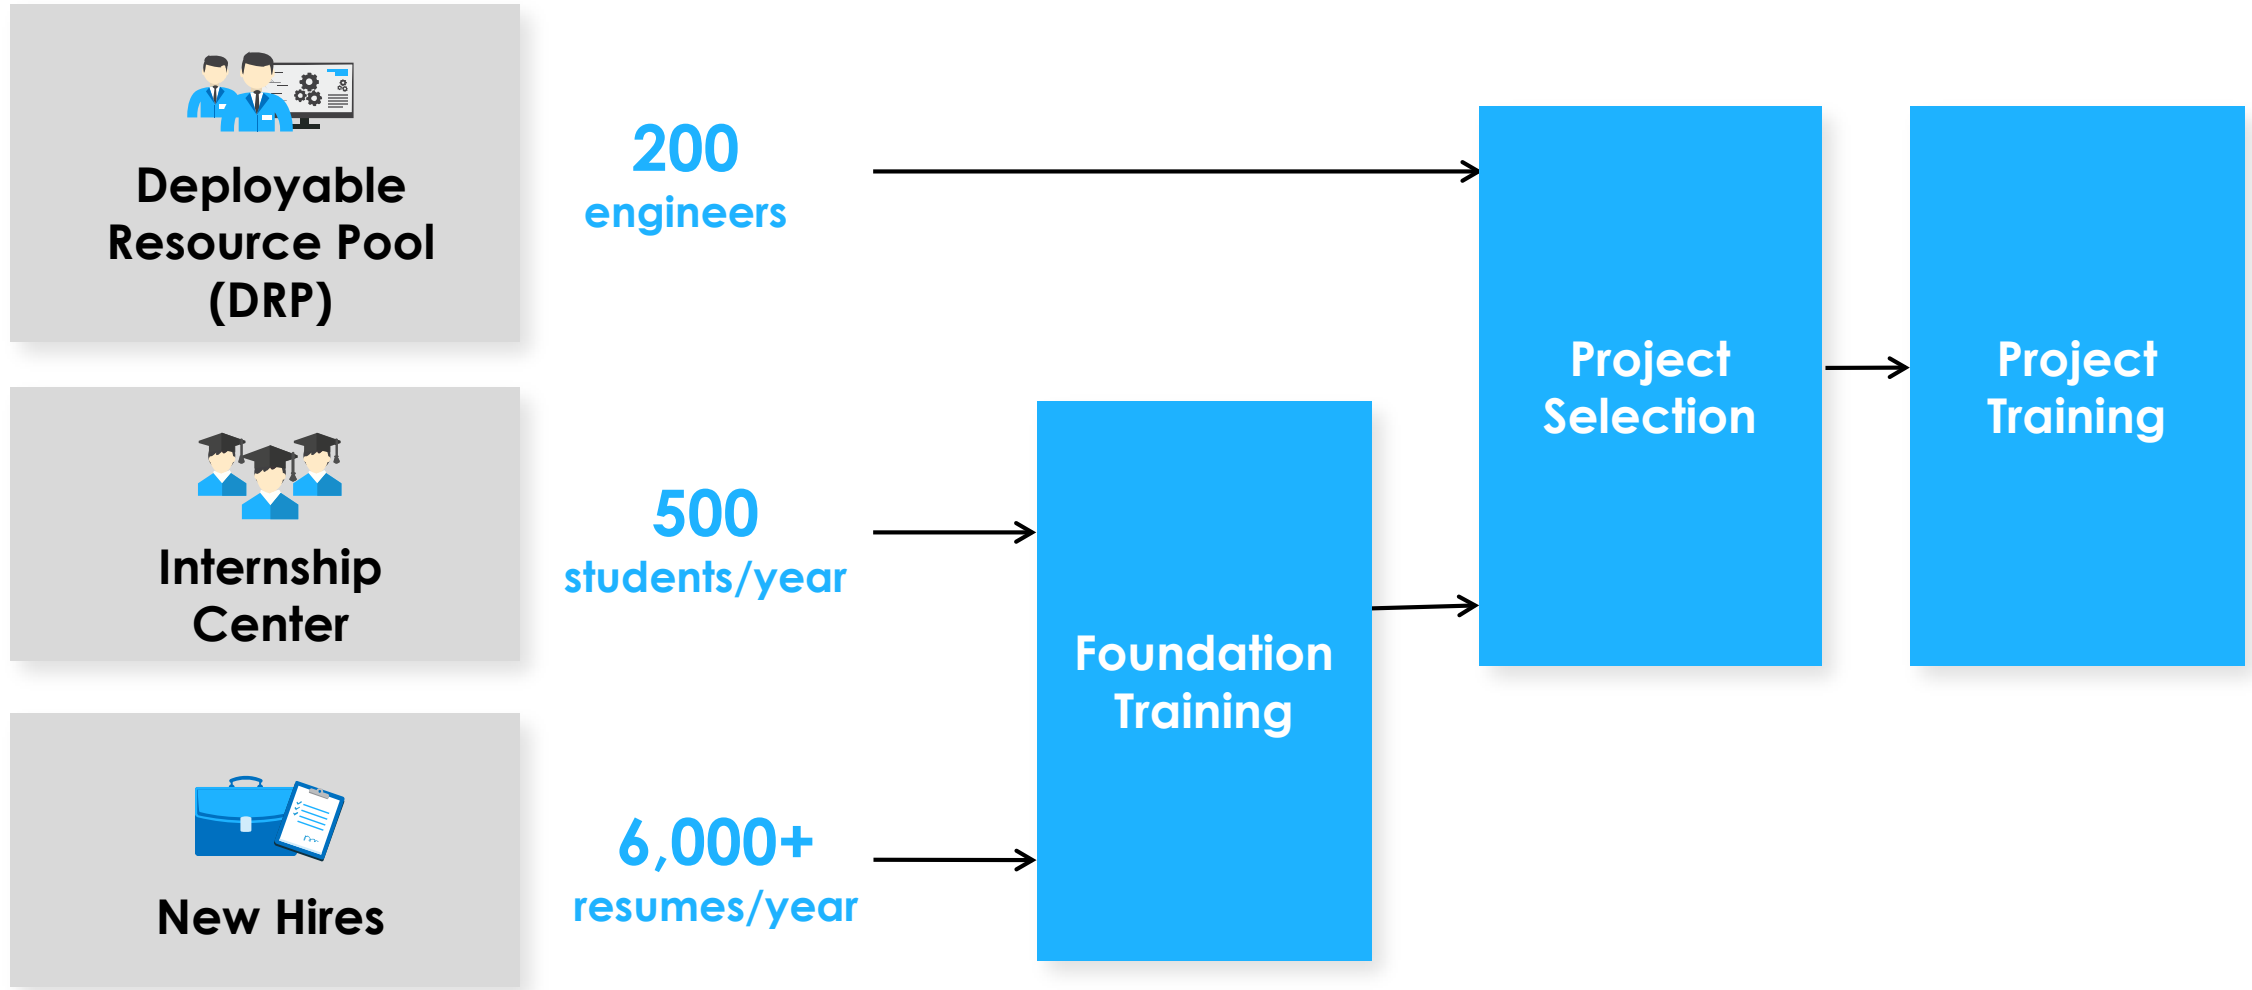 Deployable
Resource Pool
(DRP)
200
engineers
Internship
Center
500
students/year
New Hires
6,000+
resumes/year
Foundation
Training
Project
Selection
Project
Training